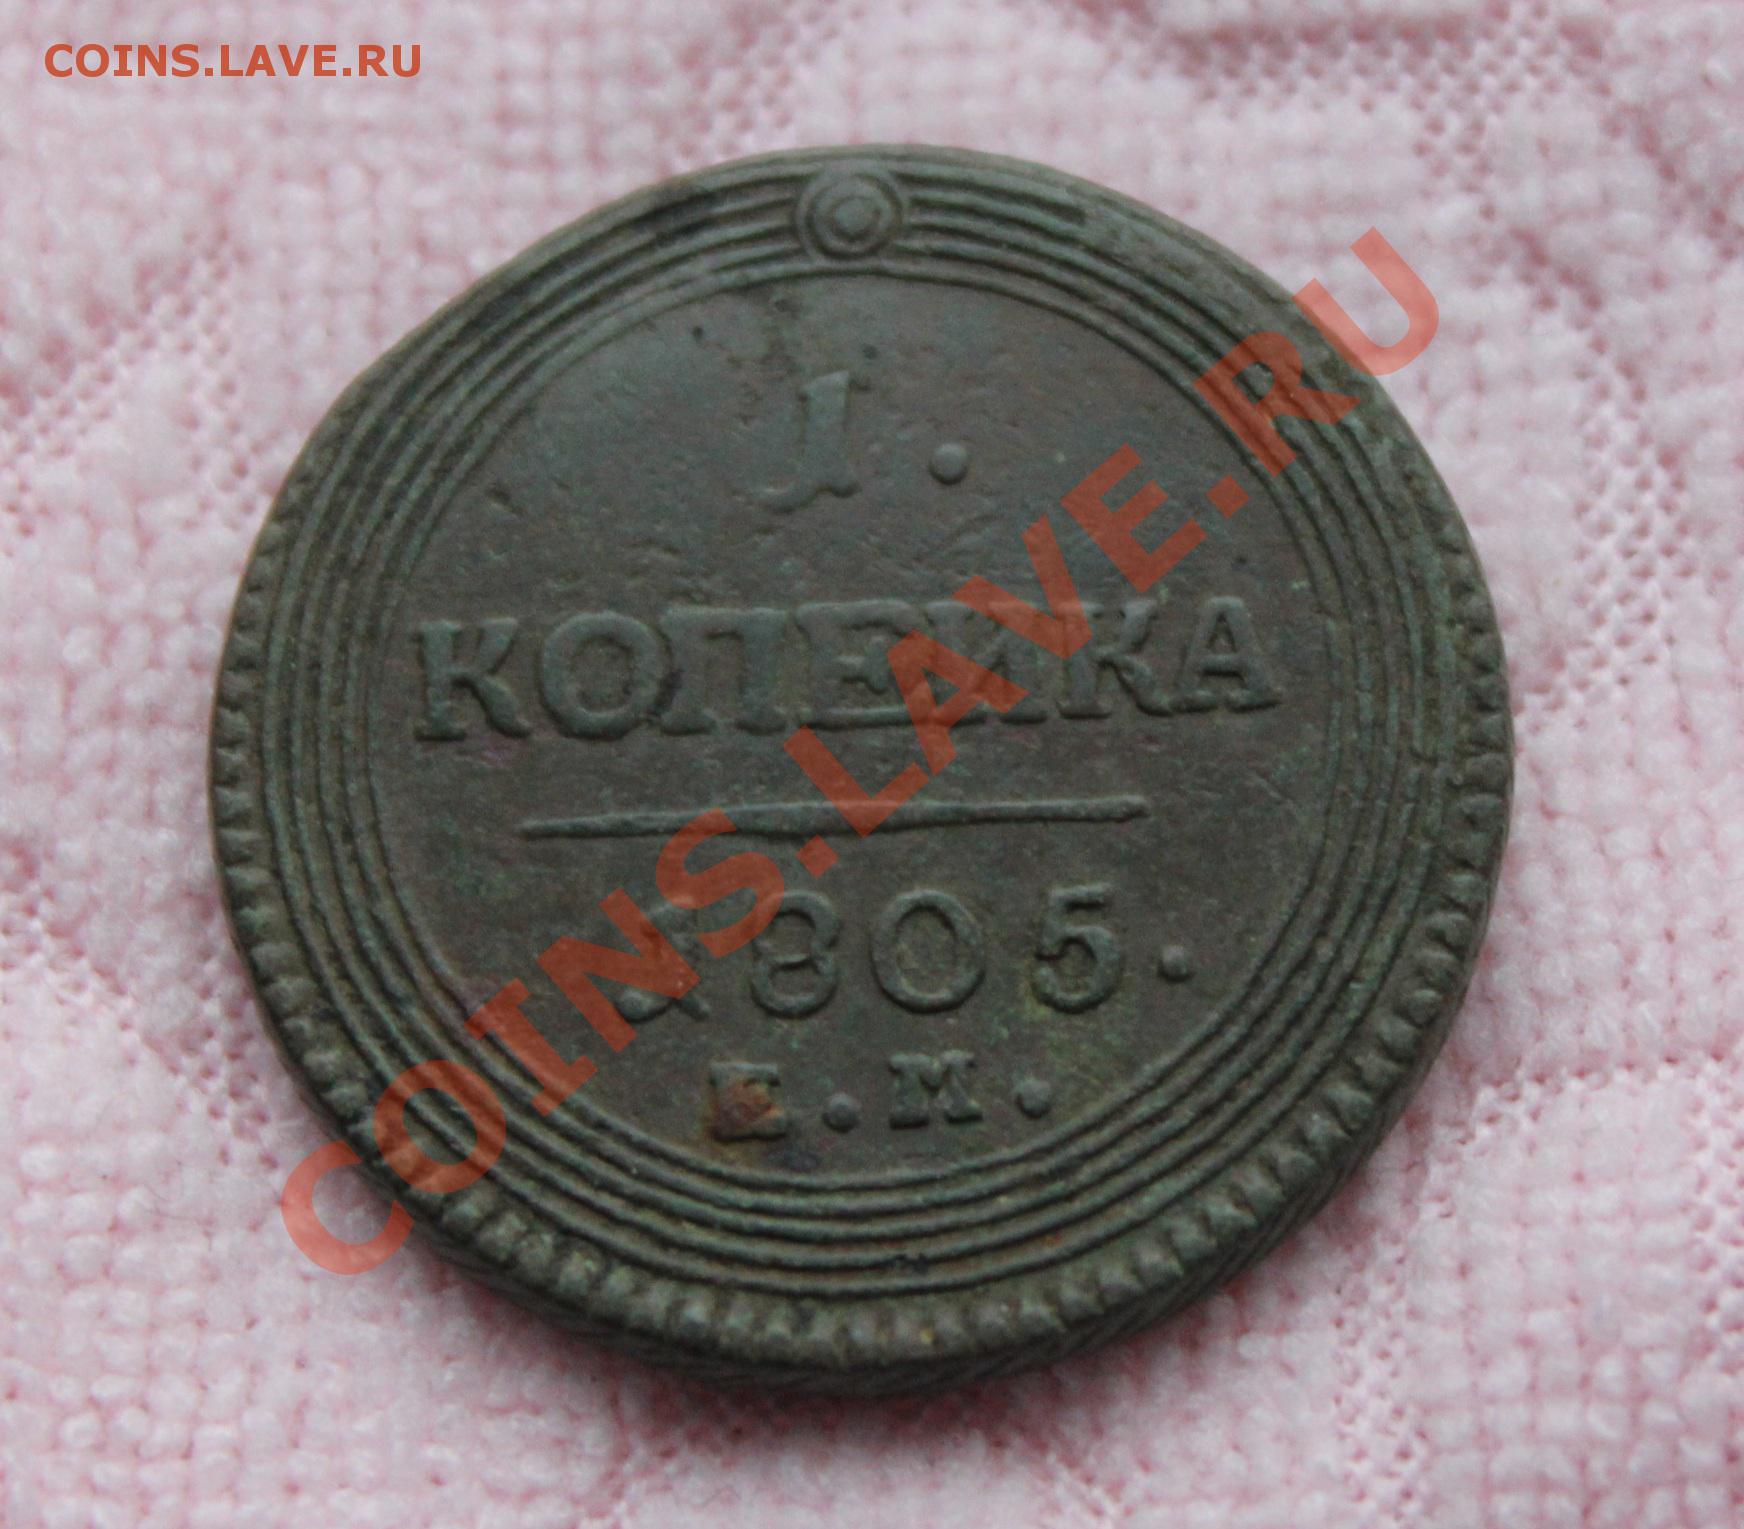 COINS.LAVE.RU
1.
КОПЕЙКА
1805.
Е.М.
COINS.LAVE.RU